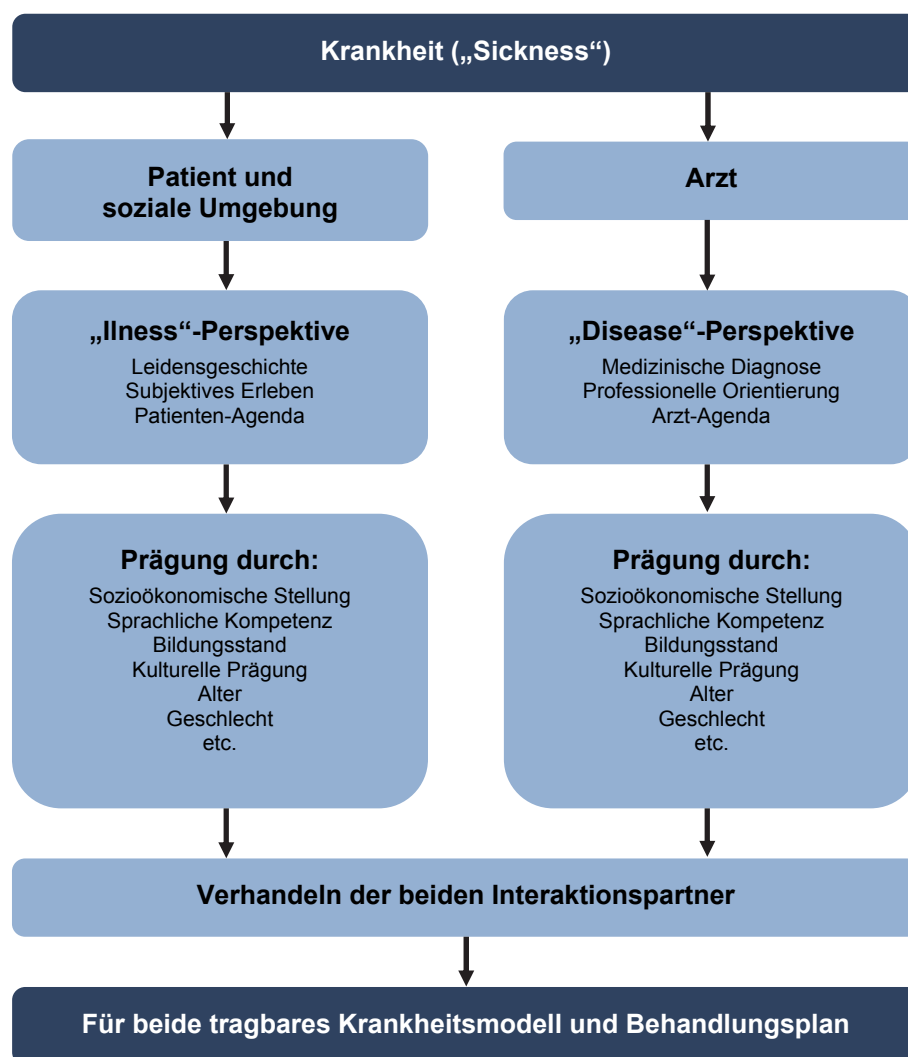 Krankheit („Sickness“)
Patient und
soziale Umgebung
Arzt
„Ilness“-Perspektive
Leidensgeschichte
Subjektives Erleben
Patienten-Agenda
„Disease“-Perspektive
Medizinische Diagnose
Professionelle Orientierung
Arzt-Agenda
Prägung durch:
Sozioökonomische Stellung
Sprachliche Kompetenz
Bildungsstand
Kulturelle Prägung
Alter
Geschlecht
etc.
Prägung durch:
Sozioökonomische Stellung
Sprachliche Kompetenz
Bildungsstand
Kulturelle Prägung
Alter
Geschlecht
etc.
Verhandeln der beiden Interaktionspartner
Für beide tragbares Krankheitsmodell und Behandlungsplan